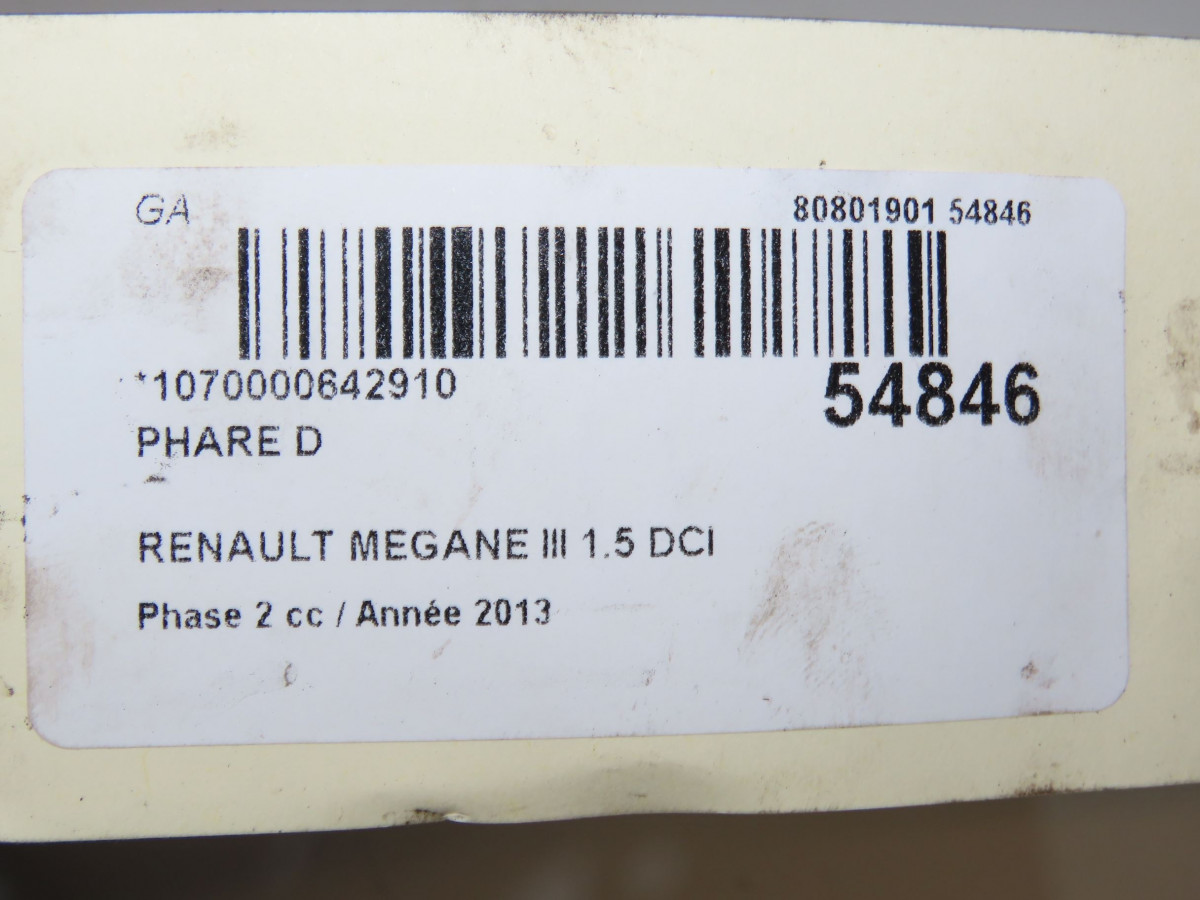 GA 80801901 54846
*1070000642910 54846
PHARE D
RENAULT MEGANE III 1.5 DCI
Phase 2 cc / Année 2013